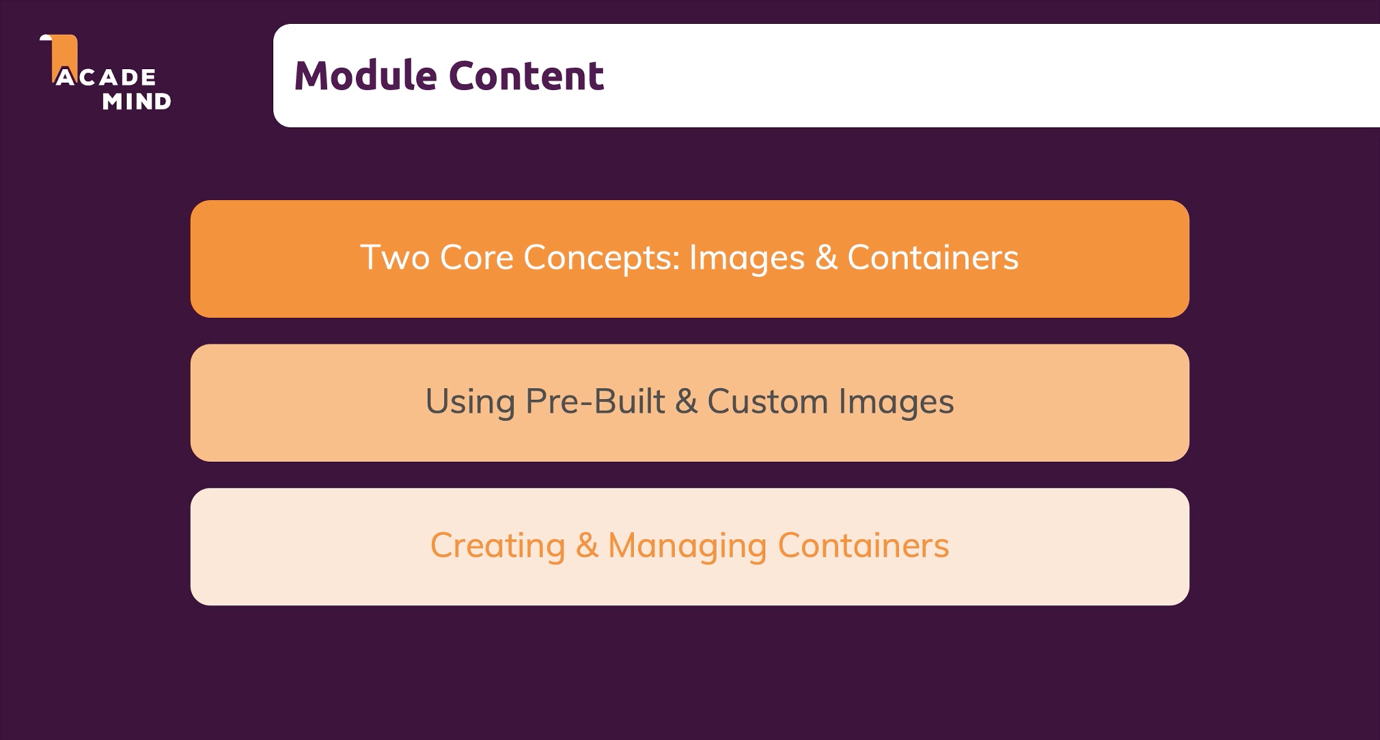 ACADE
MIND
Module Content
Two Core Concepts: Images & Containers
Using Pre-Built & Custom Images
Creating & Managing Containers